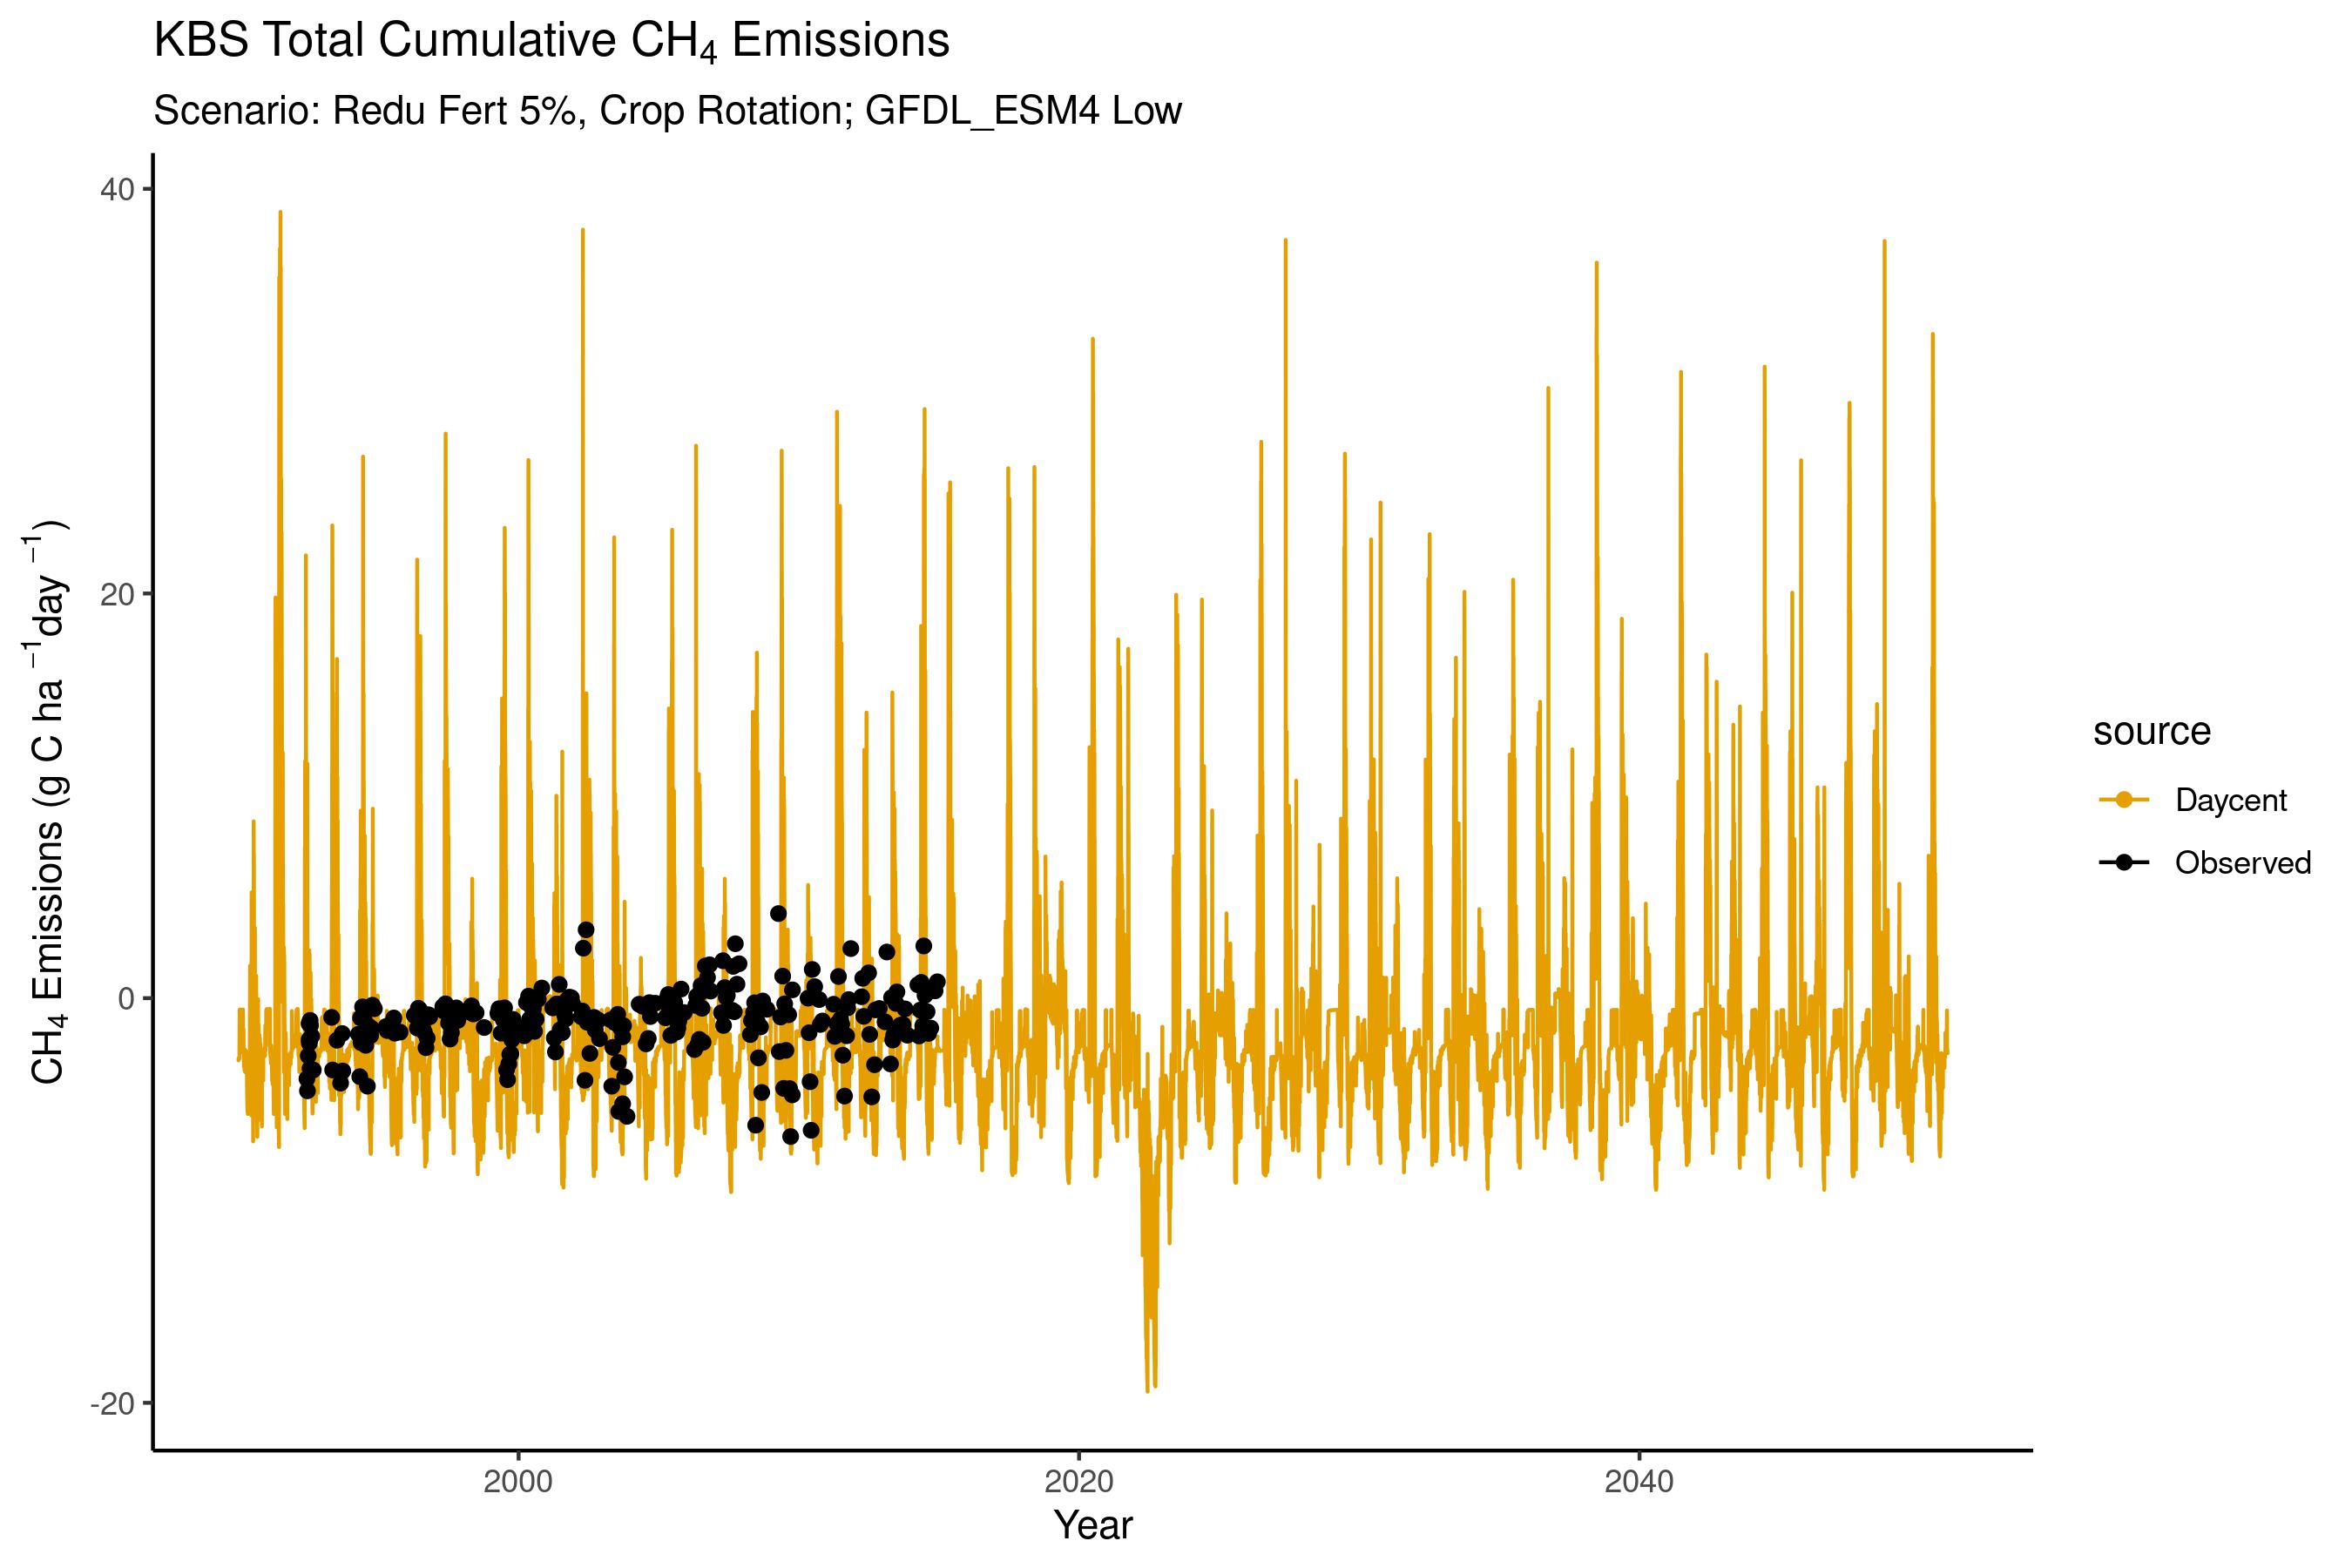 KBS Total Cumulative CH₄ Emissions
Scenario: Redu Fert 5%, Crop Rotation; GFDL_ESM4 Low
CH₄ Emissions (g C ha ⁻¹day ⁻¹)
40
20
0
-20
2000
2020
2040
Year
source
Daycent
Observed